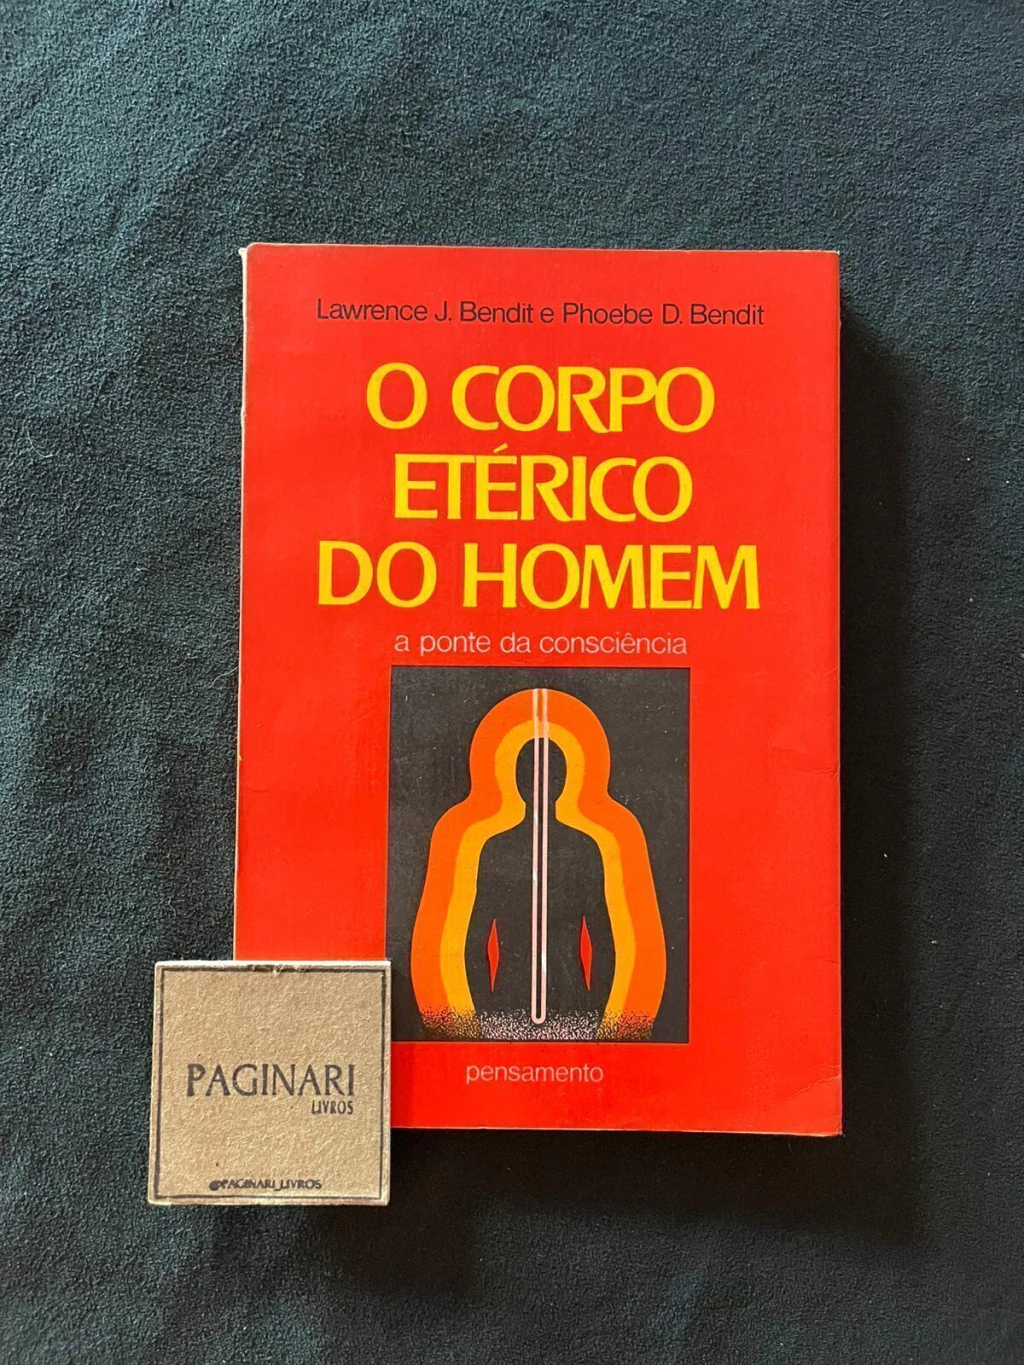 Lawrence J. Bendit e Phoebe D. Bendit
O CORPO
ETÉRICO
DO HOMEM
a ponte da consciência
pensamento
PAGINARI
LIVROS
@PAGINARI_LIVROS